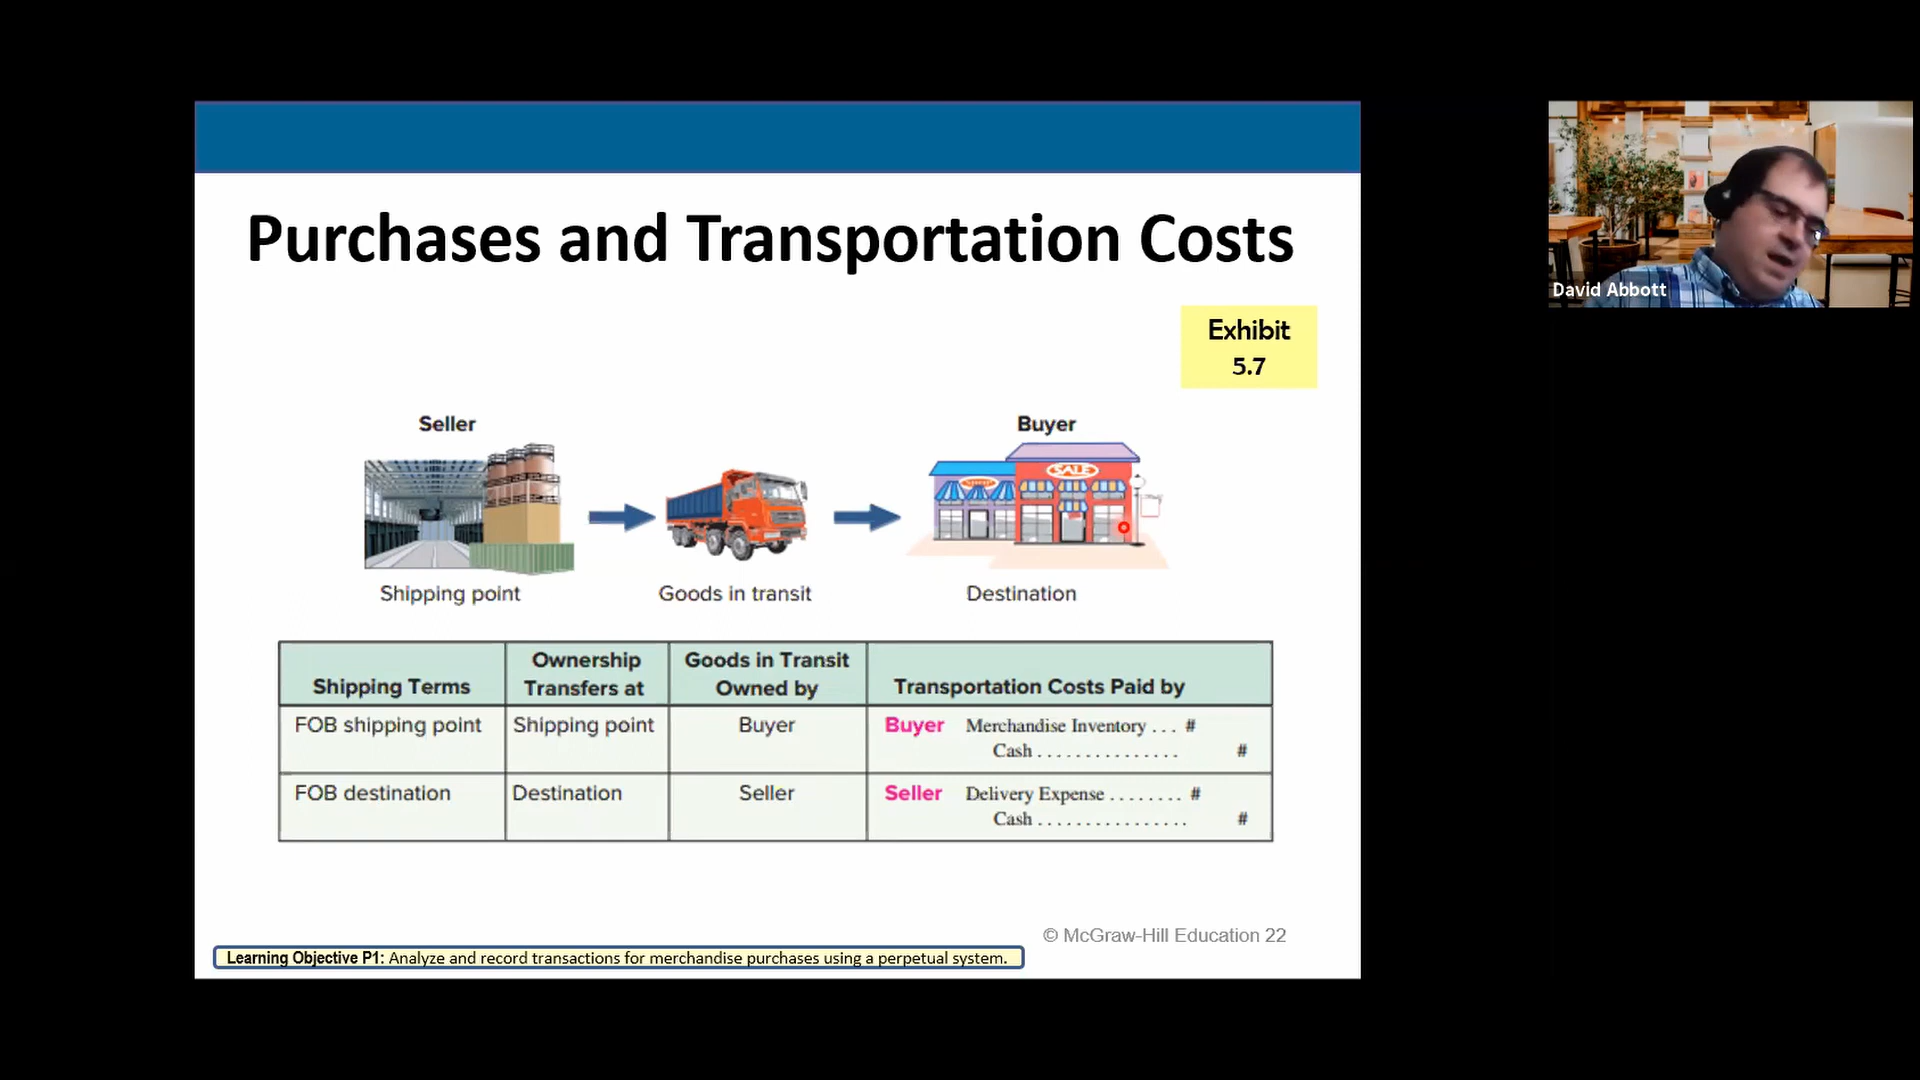 Purchases and Transportation Costs
Exhibit
5.7
Seller
Buyer
SALE
Shipping point
Goods in transit
Destination
Shipping Terms
Ownership
Transfers at
Goods in Transit
Owned by
Transportation Costs Paid by
FOB shipping point
Shipping point
Buyer
Buyer Merchandise Inventory . . . #
Cash . . . . . . . . . . . . . . . #
FOB destination
Destination
Seller
Seller Delivery Expense . . . . . . . . #
Cash . . . . . . . . . . . . . . . . #
© McGraw-Hill Education 22
Learning Objective P1: Analyze and record transactions for merchandise purchases using a perpetual system.
David Abbott